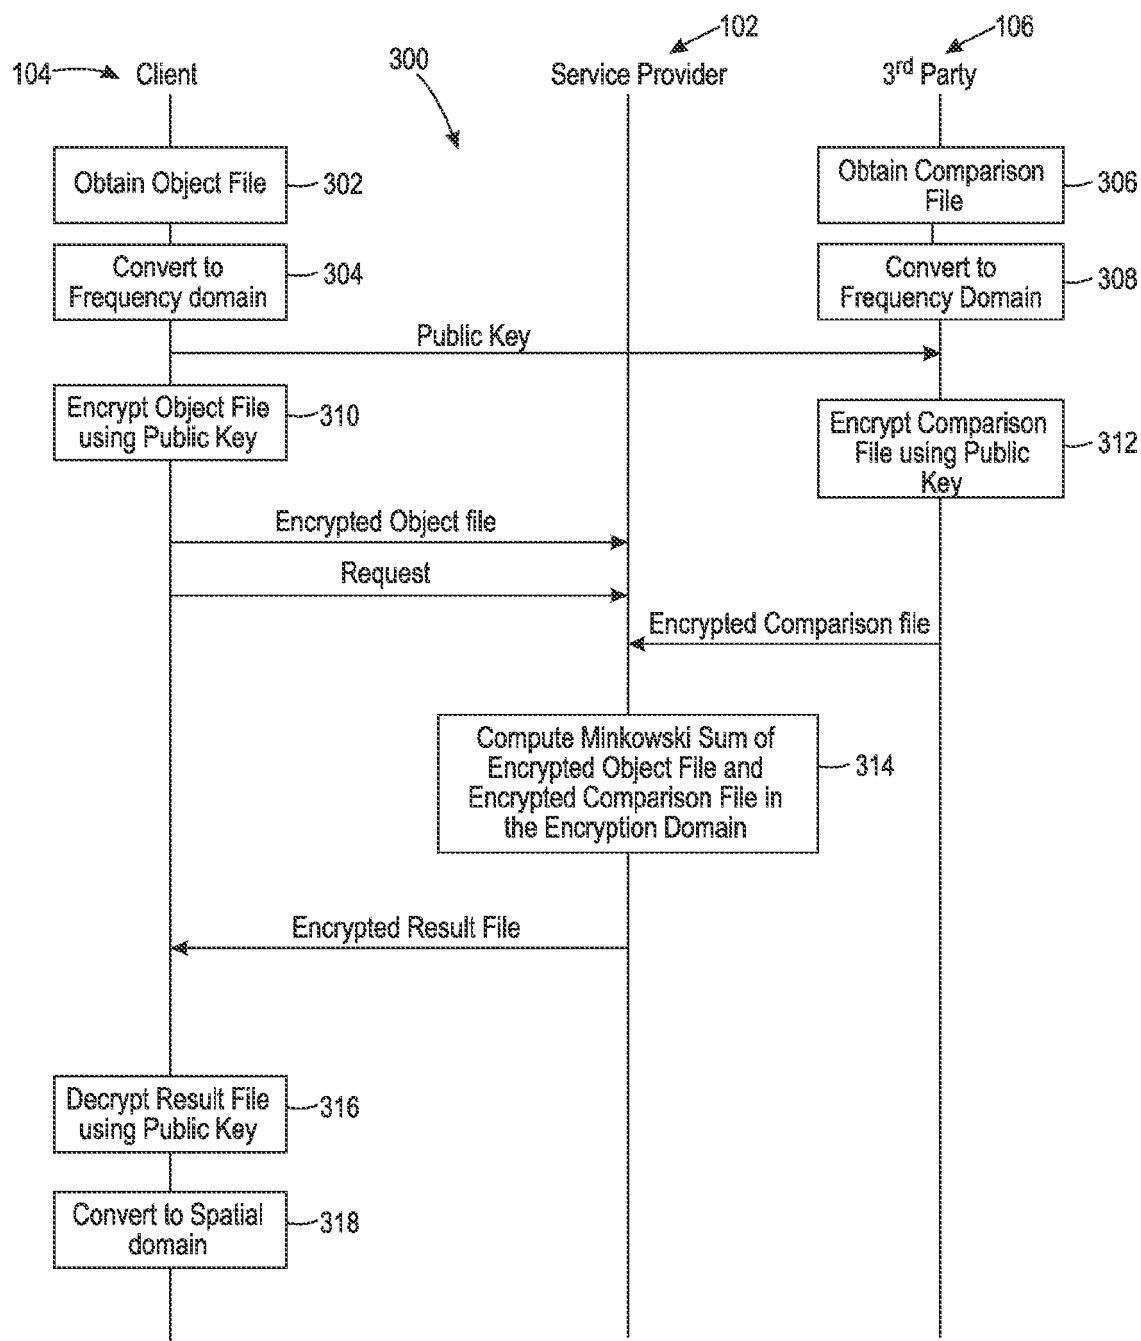 104 Client
300
102
Service Provider
106
3rd Party
Obtain Object File
302
Obtain Comparison
File
306
Convert to
Frequency domain
304
Convert to
Frequency Domain
308
Public Key
Encrypt Object File
using Public Key
310
Encrypt Comparison
File using Public
Key
312
Encrypted Object file
Request
Encrypted Comparison file
Compute Minkowski Sum of
Encrypted Object File and
Encrypted Comparison File in
the Encryption Domain
314
Encrypted Result File
Decrypt Result File
using Public Key
316
Convert to Spatial
domain
318